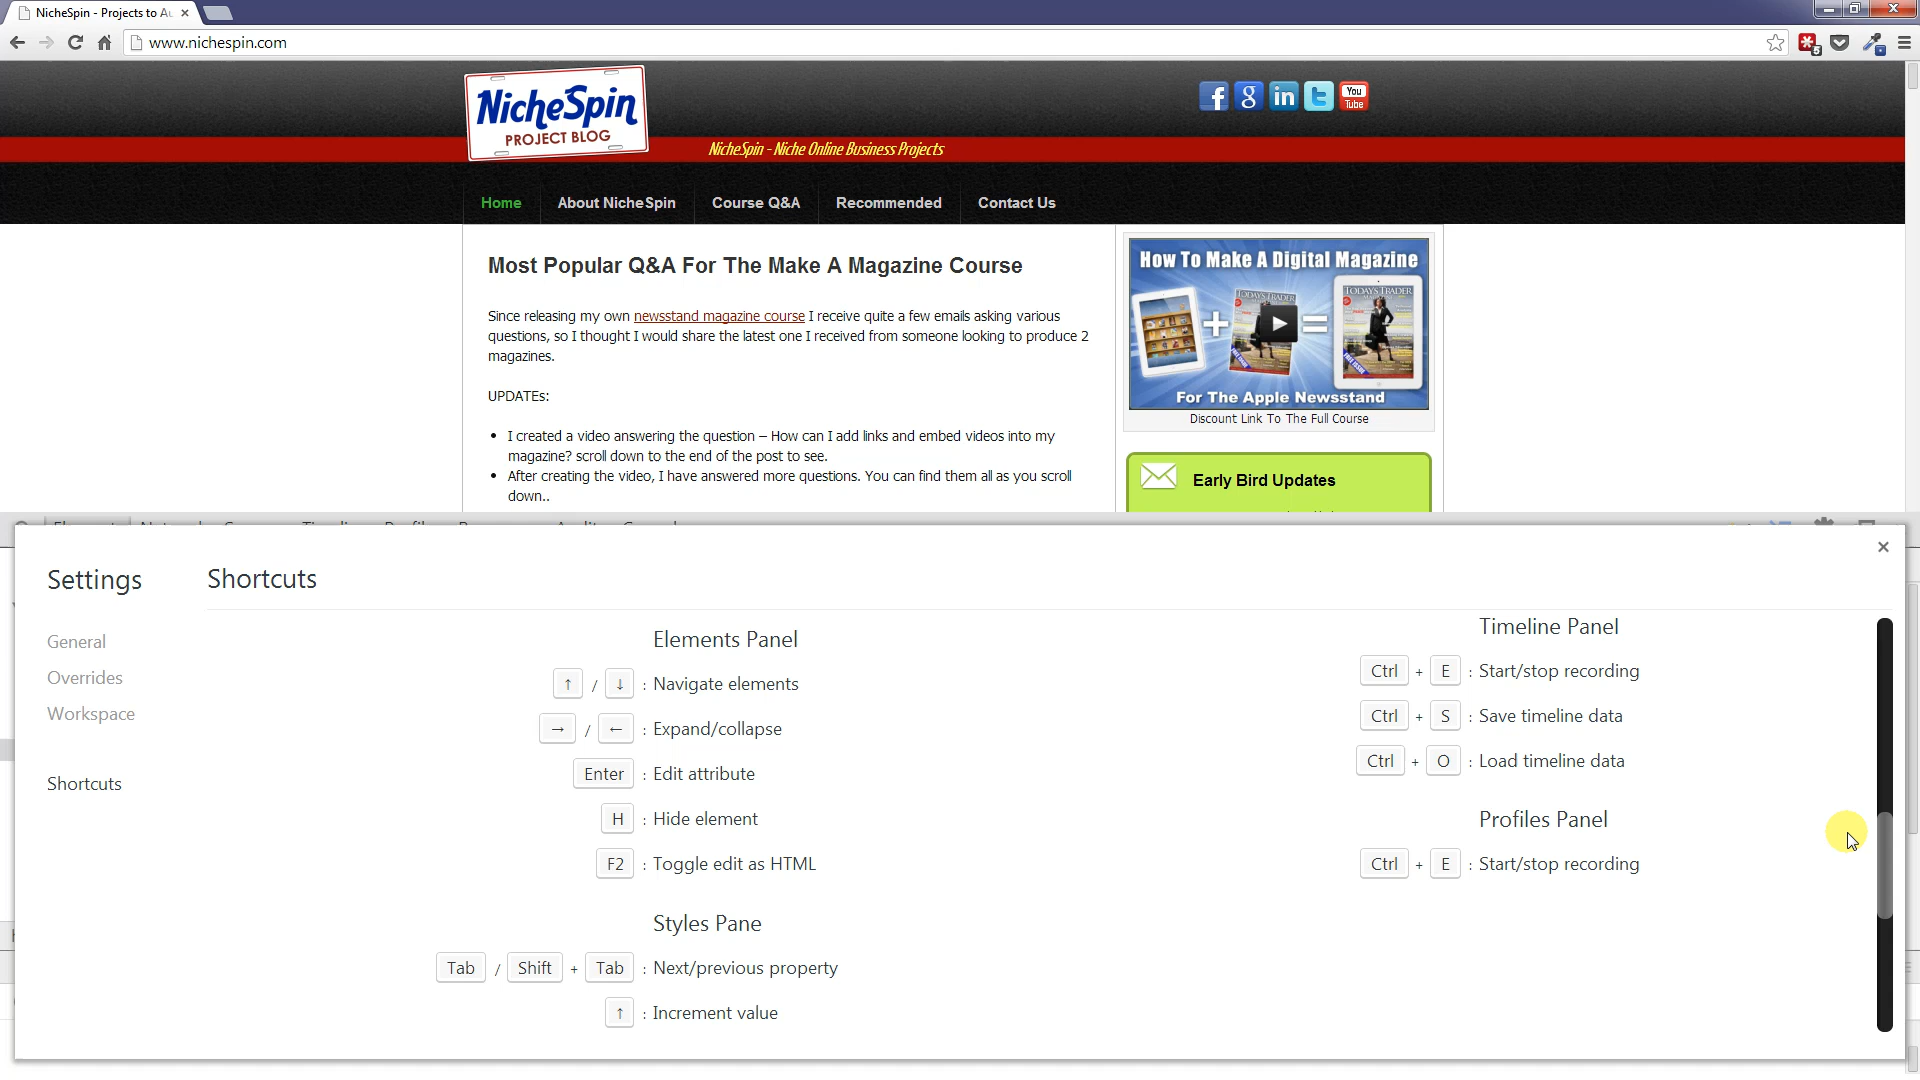 NicheSpin - Projects to Au
www.nichespin.com
5
NicheSpin
PROJECT BLOG
You
Tube
NicheSpin - Niche Online Business Projects
Home
About NicheSpin
Course Q&A
Recommended
Contact Us
Most Popular Q&A For The Make A Magazine Course
Since releasing my own newsstand magazine course I receive quite a few emails asking various
questions, so I thought I would share the latest one I received from someone looking to produce 2
magazines.
UPDATEs:
• I created a video answering the question – How can I add links and embed videos into my
magazine? scroll down to the end of the post to see.
• After creating the video, I have answered more questions. You can find them all as you scroll
down..
How To Make A Digital Magazine
TODAYS TRADER
TODAYS TRADER
For The Apple Newsstand
Discount Link To The Full Course
Early Bird Updates
Settings
General
Overrides
Workspace
Shortcuts
Shortcuts
Elements Panel
↑ / ↓ : Navigate elements
→ / ← : Expand/collapse
Enter : Edit attribute
H : Hide element
F2 : Toggle edit as HTML
Styles Pane
Tab / Shift + Tab : Next/previous property
↑ : Increment value
Timeline Panel
Ctrl + E : Start/stop recording
Ctrl + S : Save timeline data
Ctrl + O : Load timeline data
Profiles Panel
Ctrl + E : Start/stop recording